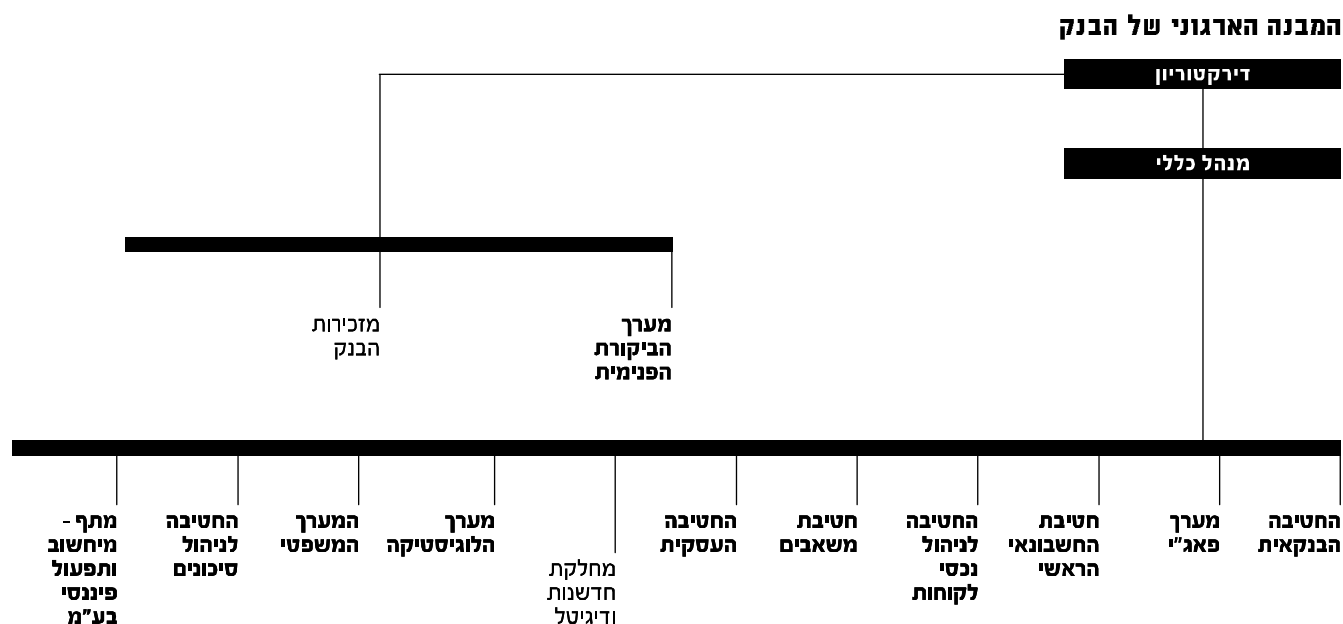 המבנה הארגוני של הבנק
דירקטוריון
מנהל כללי
מערך
הביקורת
הפנימית
מזכירות
הבנק
החטיבה
הבנקאית
מערך
פאג"י
חטיבת
החשבונאי
הראשי
החטיבה
לניהול
נכסי
לקוחות
חטיבת
משאבים
החטיבה
העסקית
מחלקת
חדשנות
ודיגיטל
מערך
הלוגיסטיקה
המערך
המשפטי
החטיבה
לניהול
סיכונים
מתף -
מיחשוב
ותפעול
פיננסי
בע"מ